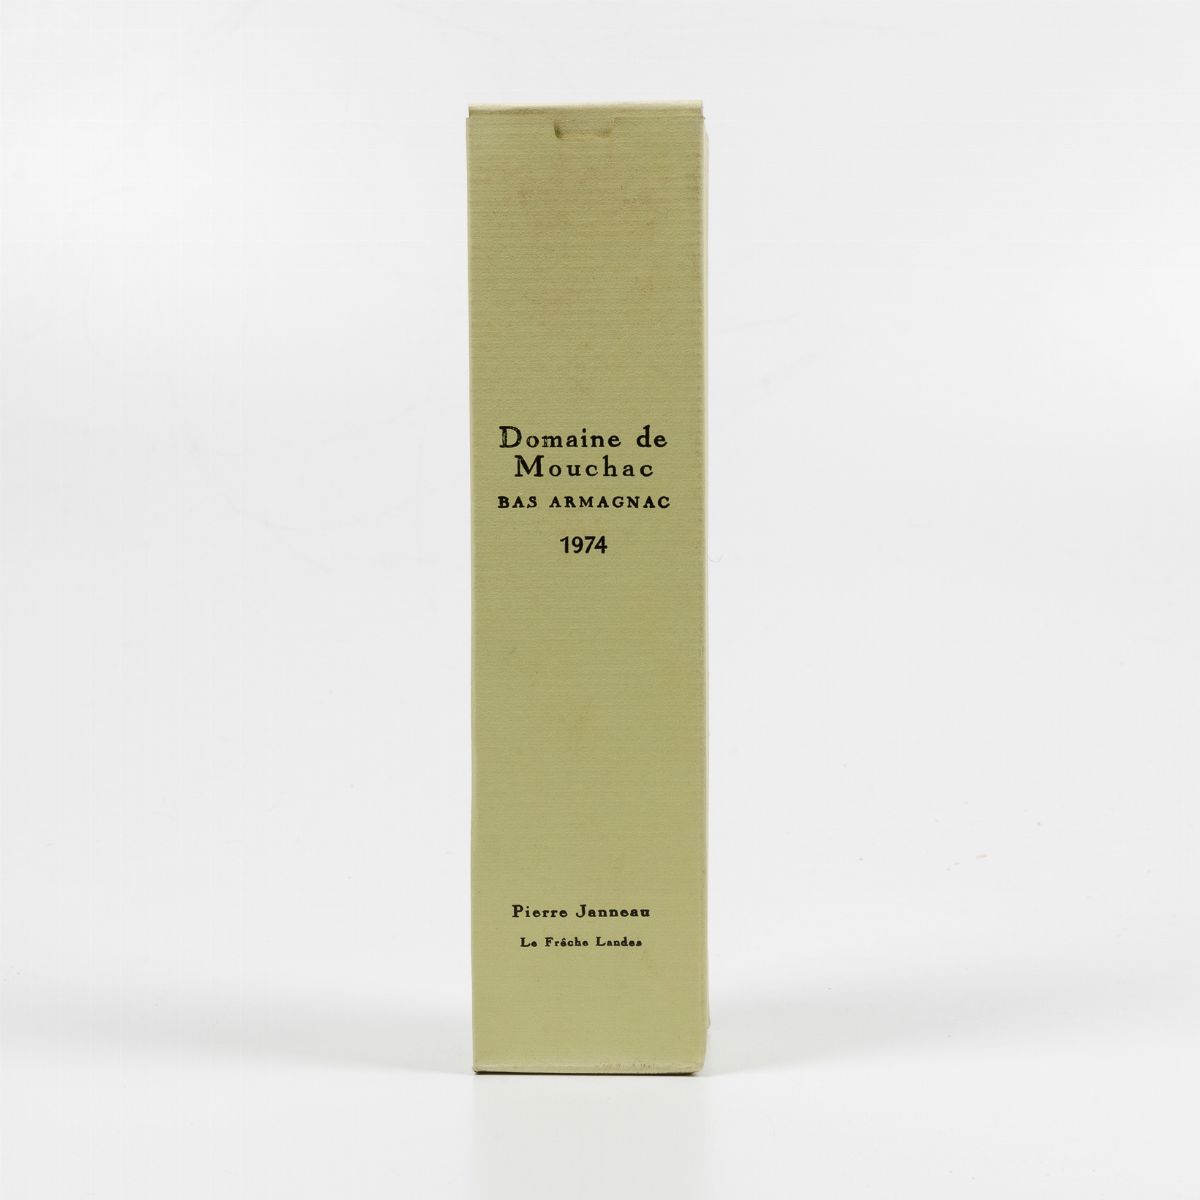 Domaine de
Mouchac
BAS ARMAGNAC
1974
Pierre Janneau
Le Frêche Landes